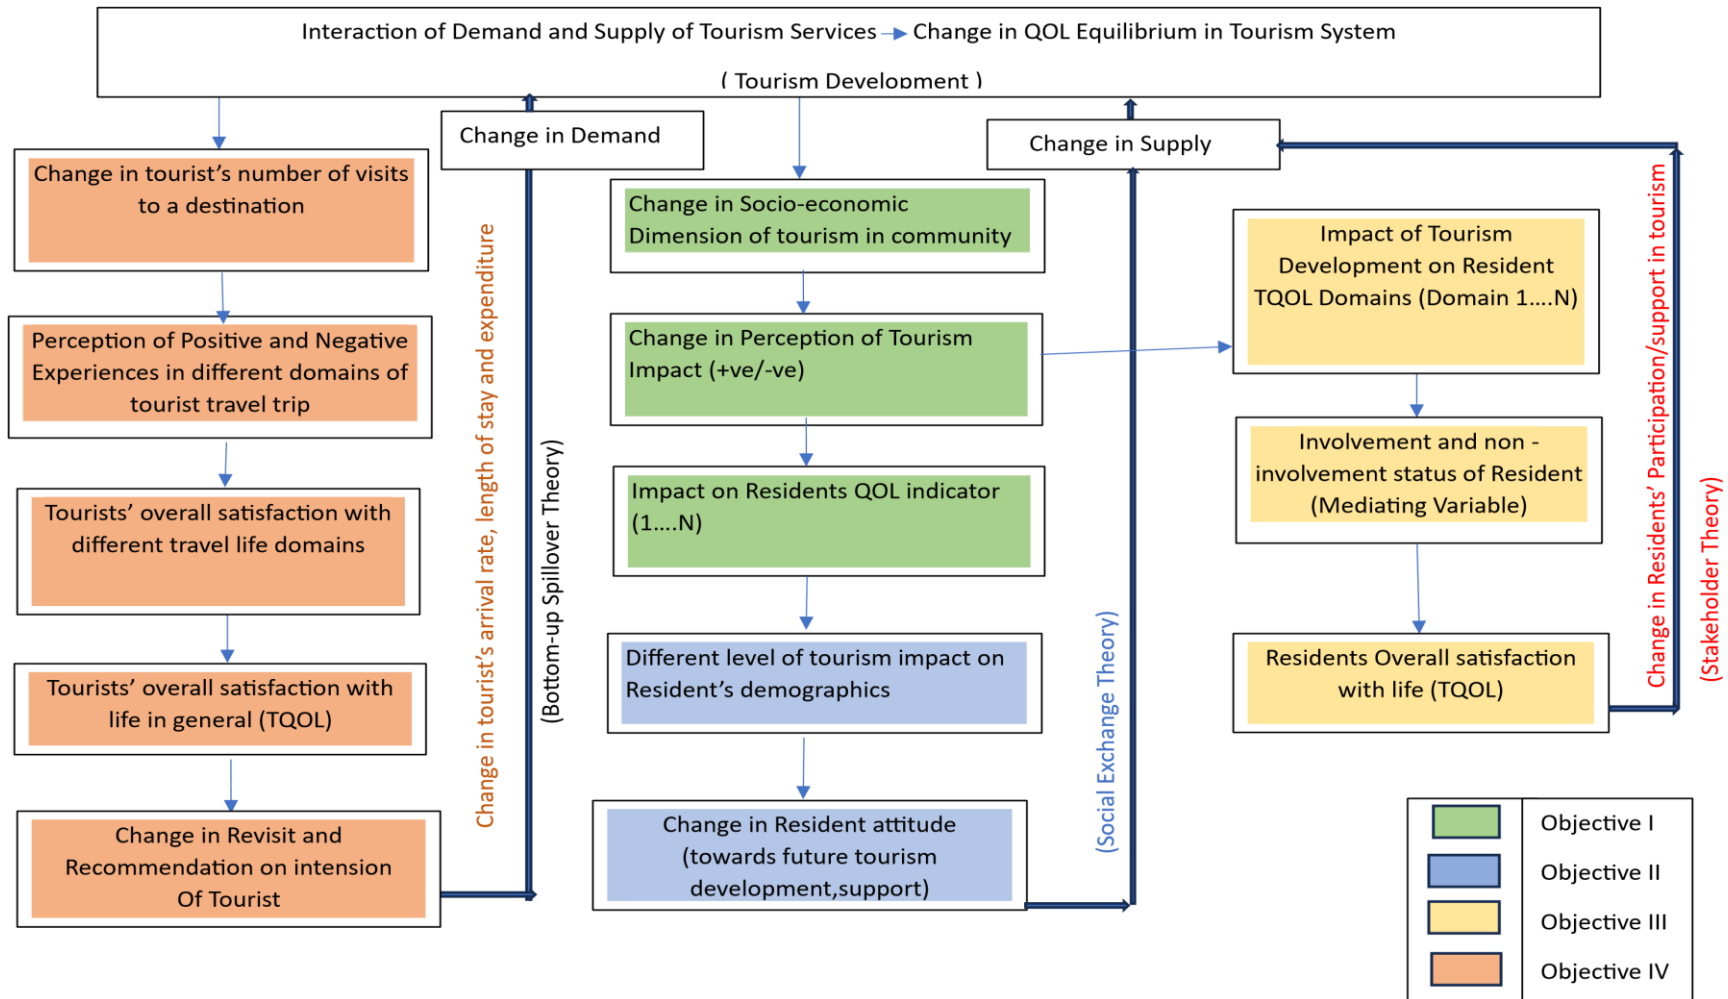 Interaction of Demand and Supply of Tourism Services Change in QOL Equilibrium in Tourism System
( Tourism Development )
Change in Demand
Change in Supply
Change in tourist's number of visits
to a destination
Perception of Positive and Negative
Experiences in different domains of
tourist travel trip
Tourists' overall satisfaction with
different travel life domains
Tourists' overall satisfaction with
life in general (TQOL)
Change in Revisit and
Recommendation on intension
Of Tourist
Change in tourist's arrival rate, length of stay and expenditure
(Bottom-up Spillover Theory)
Change in Socio-economic
Dimension of tourism in community
Change in Perception of Tourism
Impact (+ve/-ve)
Impact on Residents QOL indicator
(1....N)
Different level of tourism impact on
Resident's demographics
Change in Resident attitude
(towards future tourism
development,support)
(Social Exchange Theory)
Impact of Tourism
Development on Resident
TQOL Domains (Domain 1....N)
Involvement and non -
involvement status of Resident
(Mediating Variable)
Residents Overall satisfaction
with life (TQOL)
Change in Residents' Participation/support in tourism
(Stakeholder Theory)
Objective I
Objective II
Objective III
Objective IV